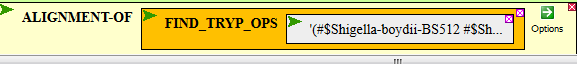 ALIGNMENT-OF FIND_TRYP_OPS '(#$Shigella-boydii-BS512 #$Sh...
Options